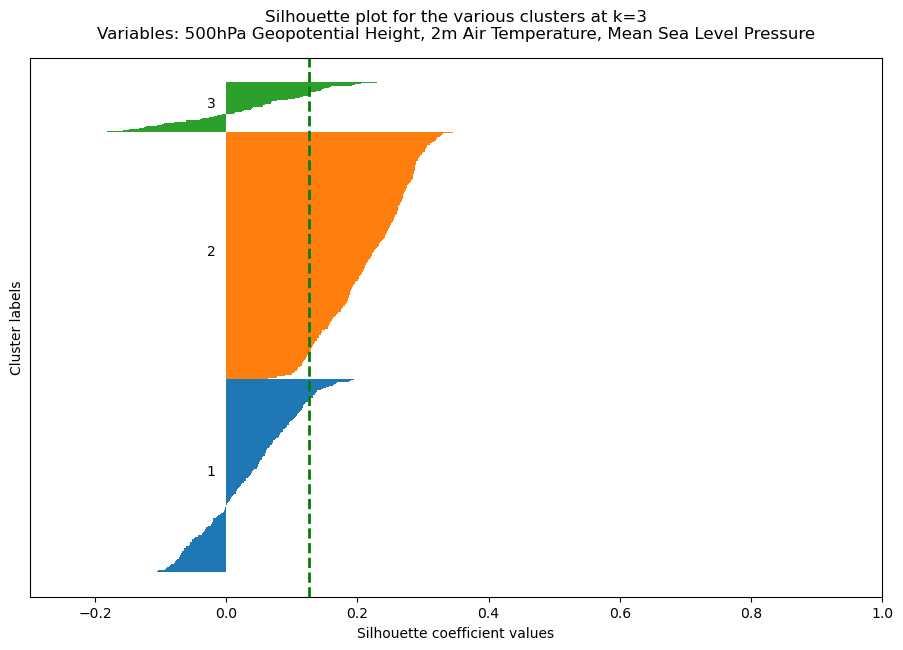 Silhouette plot for the various clusters at k=3
Variables: 500hPa Geopotential Height, 2m Air Temperature, Mean Sea Level Pressure
3
2
1
Cluster labels
−0.2 0.0 0.2 0.4 0.6 0.8 1.0
Silhouette coefficient values